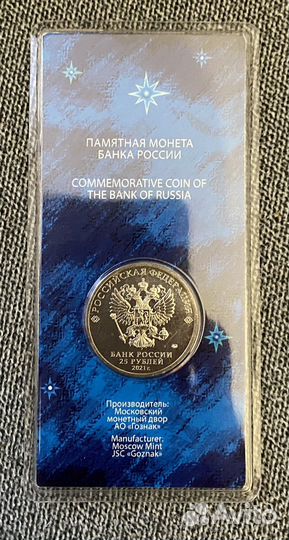 ПАМЯТНАЯ МОНЕТА
БАНКА РОССИИ
COMMEMORATIVE COIN OF
THE BANK OF RUSSIA
РОССИЙСКАЯ ФЕДЕРАЦИЯ
БАНК РОССИИ
25 РУБЛЕЙ
2021 г.
Производитель:
Московский
монетный двор
АО «Гознак»
Manufacturer:
Moscow Mint
JSC «Goznak»
Avito